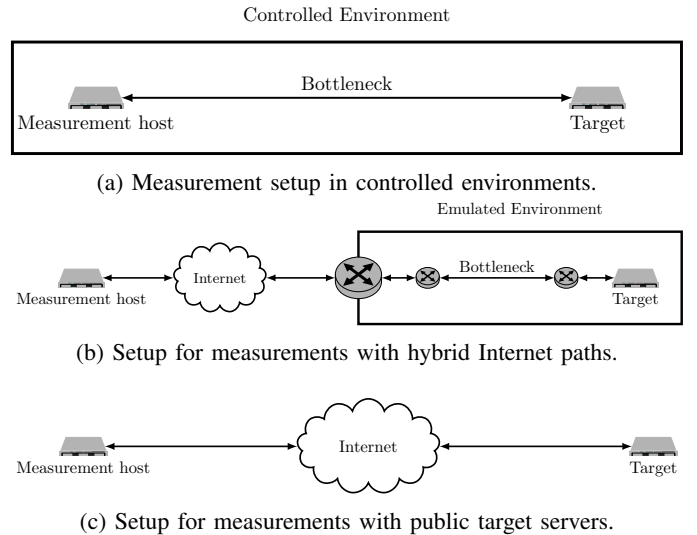 Controlled Environment
Bottleneck
Measurement host
Target
(a) Measurement setup in controlled environments.
Emulated Environment
Internet
Bottleneck
Measurement host
Target
(b) Setup for measurements with hybrid Internet paths.
Internet
Measurement host
Target
(c) Setup for measurements with public target servers.